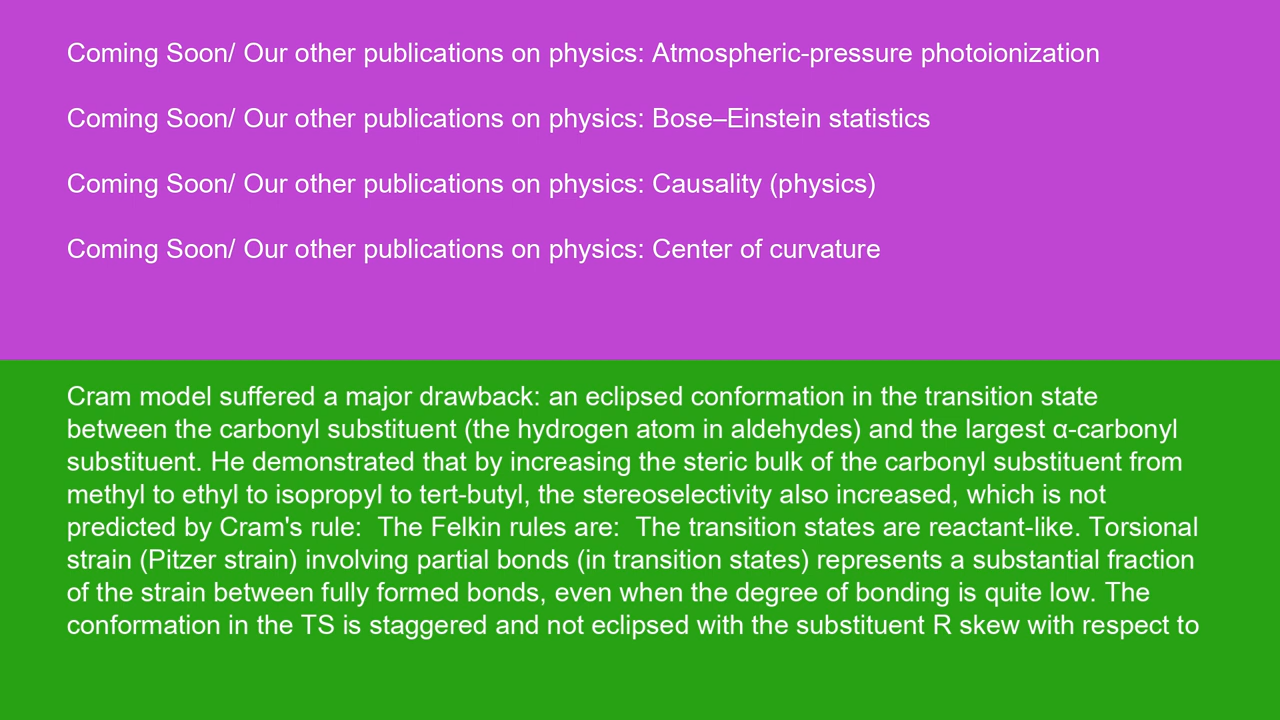 Coming Soon/ Our other publications on physics: Atmospheric-pressure photoionization
Coming Soon/ Our other publications on physics: Bose–Einstein statistics
Coming Soon/ Our other publications on physics: Causality (physics)
Coming Soon/ Our other publications on physics: Center of curvature
Cram model suffered a major drawback: an eclipsed conformation in the transition state
between the carbonyl substituent (the hydrogen atom in aldehydes) and the largest α-carbonyl
substituent. He demonstrated that by increasing the steric bulk of the carbonyl substituent from
methyl to ethyl to isopropyl to tert-butyl, the stereoselectivity also increased, which is not
predicted by Cram's rule:  The Felkin rules are:  The transition states are reactant-like. Torsional
strain (Pitzer strain) involving partial bonds (in transition states) represents a substantial fraction
of the strain between fully formed bonds, even when the degree of bonding is quite low. The
conformation in the TS is staggered and not eclipsed with the substituent R skew with respect to